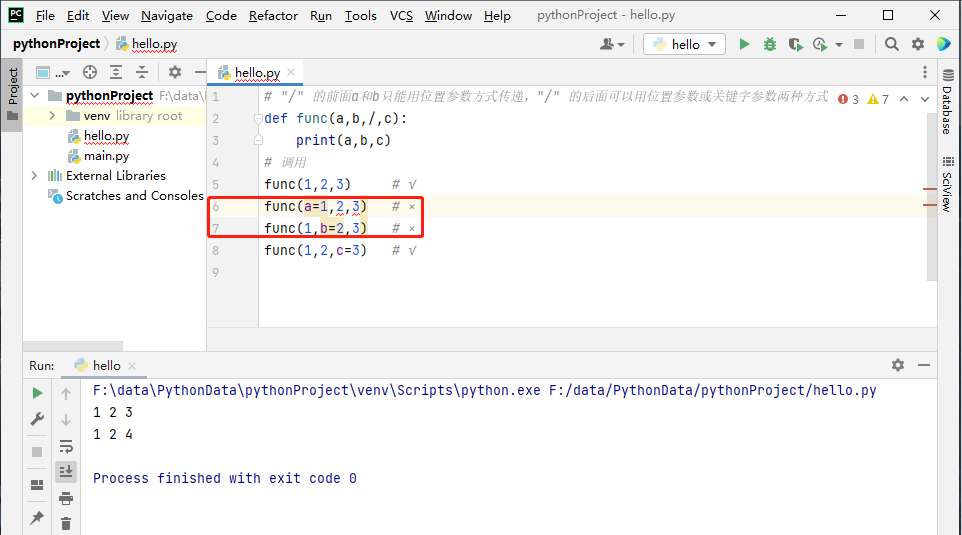 PC File Edit View Navigate Code Refactor Run Tools VCS Window Help pythonProject - hello.py
pythonProject hello.py hello
Project
... hello.py
pythonProject F:\data\
venv library root
hello.py
main.py
External Libraries
Scratches and Consoles
1 # "/" 的前面a和b只能用位置参数方式传递，"/" 的后面可以用位置参数或关键字参数两种方式 3 7
2 def func(a,b,/,c):
3 print(a,b,c)
4 # 调用
5 func(1,2,3) # √
6 func(a=1,2,3) # ×
7 func(1,b=2,3) # ×
8 func(1,2,c=3) # √
9
Database
SciView
Run: hello
F:\data\PythonData\pythonProject\venv\Scripts\python.exe F:/data/PythonData/pythonProject/hello.py
1 2 3
1 2 4
Process finished with exit code 0